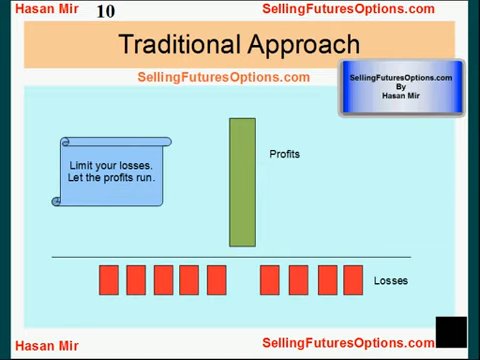 Hasan Mir
10
SellingFuturesOptions.com
Traditional Approach
SellingFuturesOptions.com
SellingFuturesOptions.com
By
Hasan Mir
Limit your losses.
Let the profits run.
Profits
Losses
Hasan Mir
SellingFuturesOptions.com